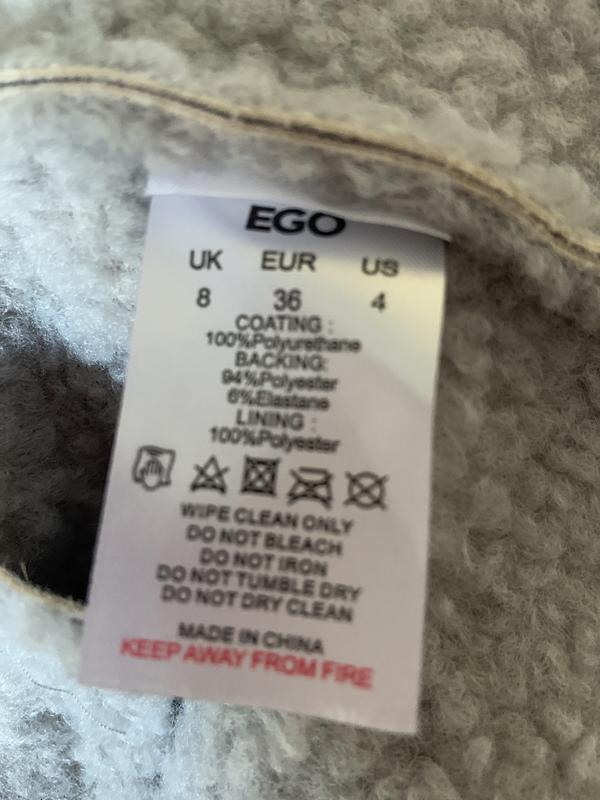 EGO
UK EUR US
8 36 4
COATING :
100%Polyurethane
BACKING:
94%Polyester
6%Elastane
LINING :
100%Polyester
WIPE CLEAN ONLY
DO NOT BLEACH
DO NOT IRON
DO NOT TUMBLE DRY
DO NOT DRY CLEAN
MADE IN CHINA
KEEP AWAY FROM FIRE